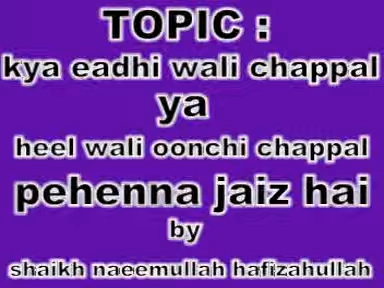 TOPIC :
kya eadhi wali chappal
ya
heel wali oonchi chappal
pehenna jaiz hai
by
shaikh naeemullah hafizahullah